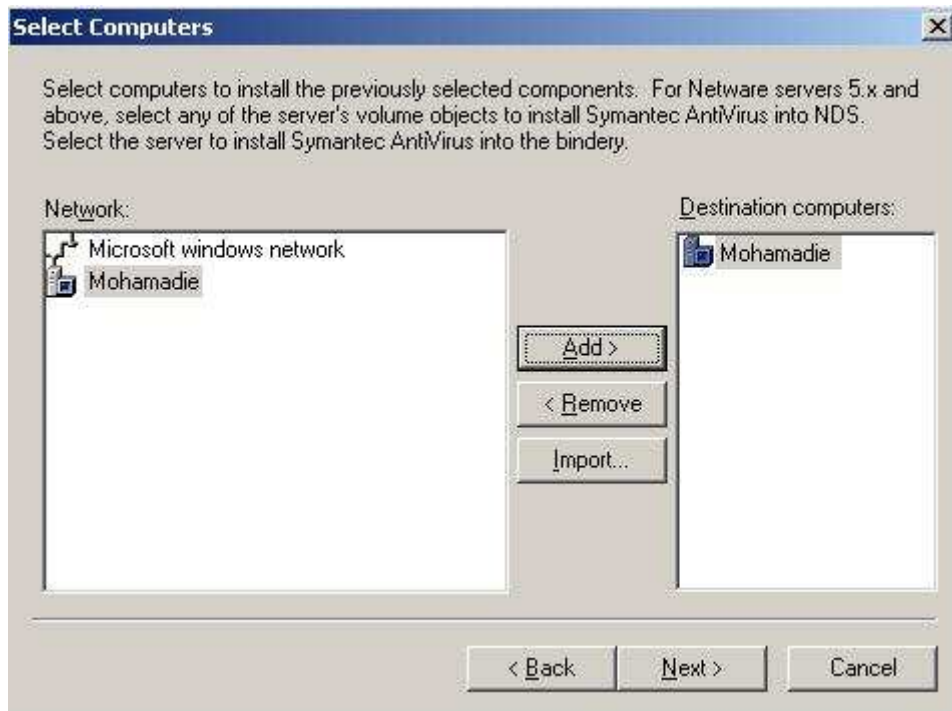 Select Computers
Select computers to install the previously selected components. For Netware servers 5.x and
above, select any of the server's volume objects to install Symantec AntiVirus into NDS.
Select the server to install Symantec AntiVirus into the bindery.
Network:
Microsoft windows network
Mohamadie
Add >
< Remove
Import...
Destination computers:
Mohamadie
< Back
Next >
Cancel